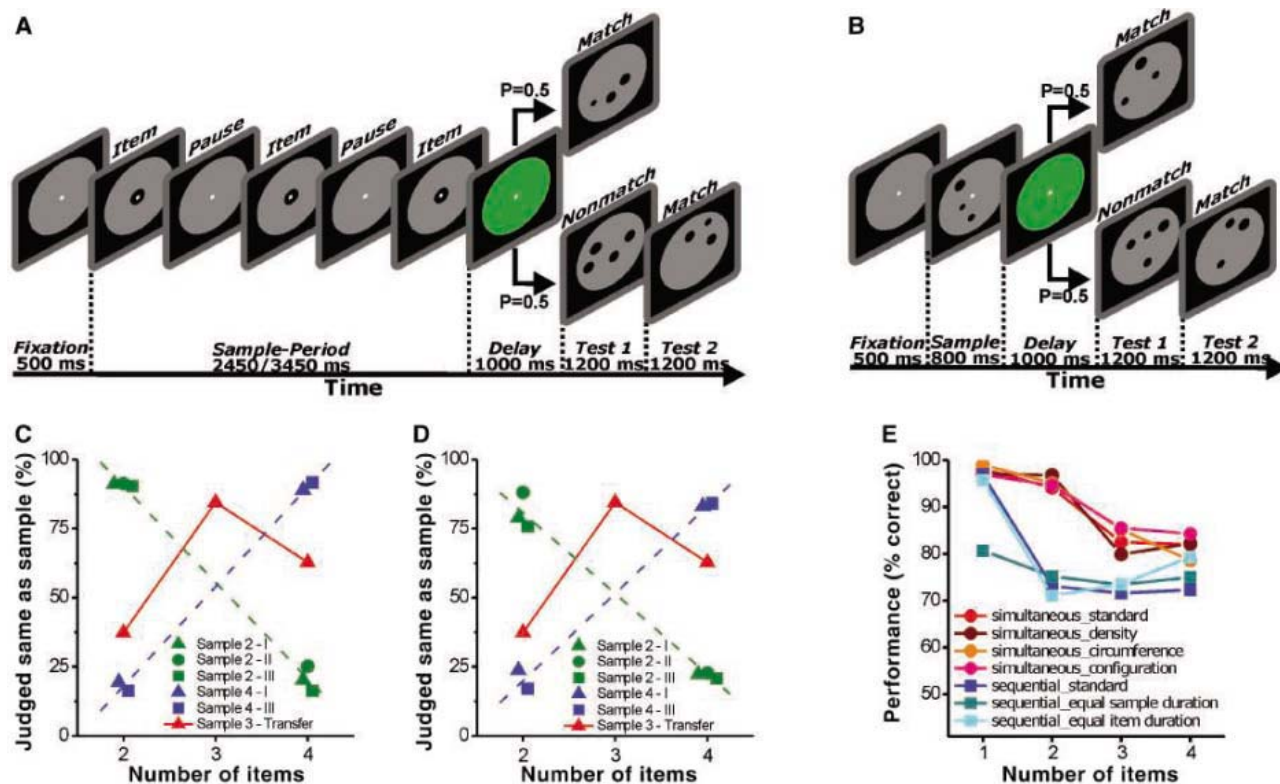 A
Item
Pause
Item
Pause
Item
P=0.5
Match
Nonmatch
Match
P=0.5
Fixation
500 ms
Sample-Period
2450/3450 ms
Delay
1000 ms
Test 1
1200 ms
Test 2
1200 ms
Time
B
P=0.5
Match
Nonmatch
Match
P=0.5
Fixation
500 ms
Sample
800 ms
Delay
1000 ms
Test 1
1200 ms
Test 2
1200 ms
Time
C
Judged same as sample (%)
100
75
50
25
0
Sample 2 - I
Sample 2 - II
Sample 2 - III
Sample 4 - I
Sample 4 - III
Sample 3 - Transfer
2 3 4
Number of items
D
Judged same as sample (%)
100
75
50
25
0
Sample 2 - I
Sample 2 - II
Sample 2 - III
Sample 4 - I
Sample 4 - III
Sample 3 - Transfer
2 3 4
Number of items
E
Performance (% correct)
100
90
80
70
60
50
simultaneous_standard
simultaneous_density
simultaneous_circumference
simultaneous_configuration
sequential_standard
sequential_equal sample duration
sequential_equal item duration
1 2 3 4
Number of items